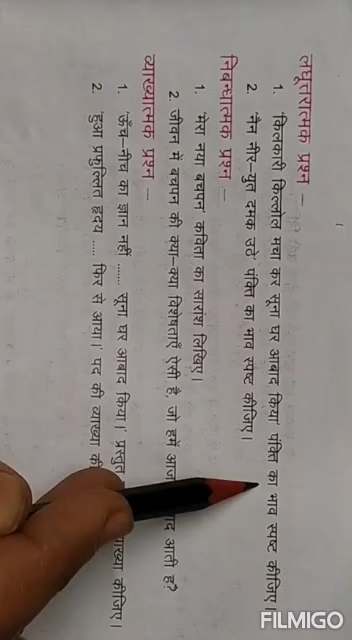 लघुत्तरात्मक प्रश्न –
1. 'किलकारी किल्लोल मचा कर सूना घर आबाद किया' पंक्ति का भाव स्पष्ट कीजिए।
2. 'नैन नीर–युत दमक उठे' पंक्ति का भाव स्पष्ट कीजिए।
निबन्धात्मक प्रश्न –
1. 'मेरा नया बचपन' कविता का सारांश लिखिए।
2. जीवन में बचपन की क्या–क्या विशेषताएँ ऐसी है, जो हमें आज आती है?
व्याख्यात्मक प्रश्न –
1. 'ऊँच–नीच का ज्ञान नहीं ...... सूना घर आबाद किया।' प्रस्तुत कीजिए।
2. 'हुआ प्रफुल्लित हृदय ..... फिर से आया।' पद की व्याख्या
FILMIGO